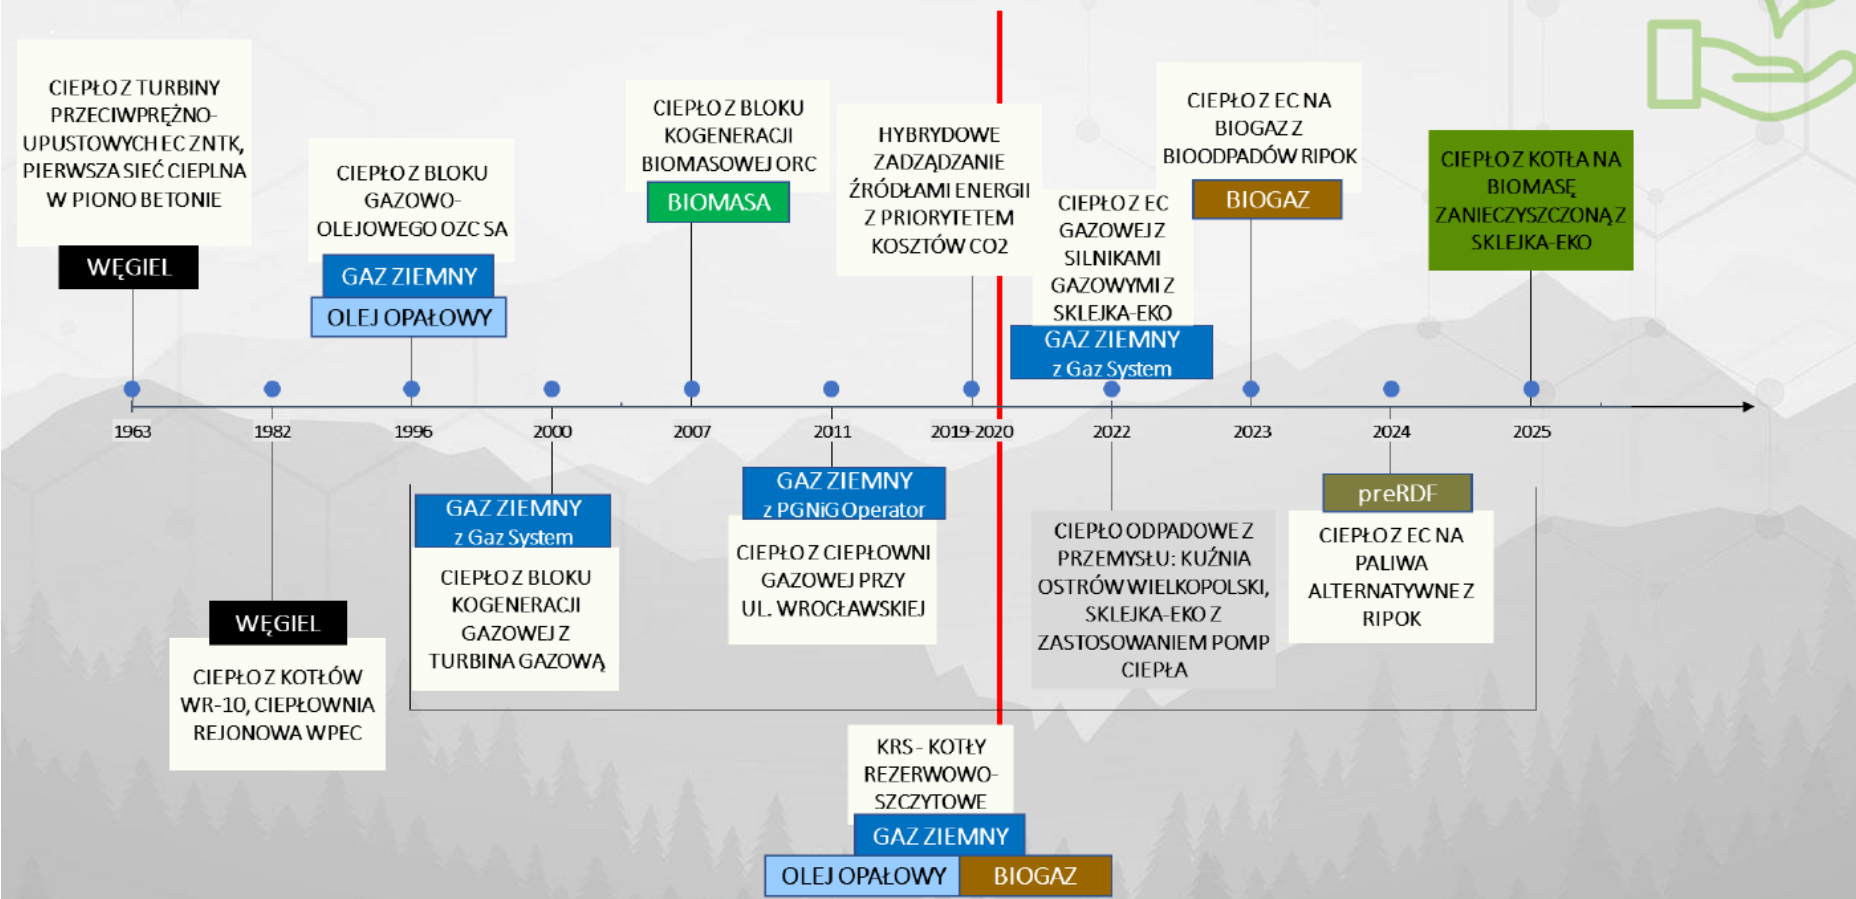 CIEPŁO Z TURBINY
PRZECIWPRĘŻNO-
UPUSTOWYCH EC ZNTK,
PIERWSZA SIEĆ CIEPLNA
W PIONO BETONIE
WĘGIEL
CIEPŁO Z BLOKU
GAZOWO-
OLEJOWEGO OZC SA
GAZ ZIEMNY
OLEJ OPAŁOWY
CIEPŁO Z BLOKU
KOGENERACJI
BIOMASOWEJ ORC
BIOMASA
HYBRYDOWE
ZADZĄDZANIE
ŹRÓDŁAMI ENERGII
Z PRIORYTETEM
KOSZTÓW CO2
CIEPŁO Z EC
GAZOWEJ Z
SILNIKAMI
GAZOWYMI Z
SKLEJKA-EKO
GAZ ZIEMNY
z Gaz System
CIEPŁO Z EC NA
BIOGAZ Z
BIOODPADÓW RIPOK
BIOGAZ
CIEPŁO Z KOTŁA NA
BIOMASĘ
ZANIECZYSZCZONĄ Z
SKLEJKA-EKO
1963
1982
1996
2000
2007
2011
2019-2020
2022
2023
2024
2025
WĘGIEL
CIEPŁO Z KOTŁÓW
WR-10, CIEPŁOWNIA
REJONOWA WPEC
GAZ ZIEMNY
z Gaz System
CIEPŁO Z BLOKU
KOGENERACJI
GAZOWEJ Z
TURBINA GAZOWĄ
GAZ ZIEMNY
z PGNiG Operator
CIEPŁO Z CIEPŁOWNI
GAZOWEJ PRZY
UL. WROCŁAWSKIEJ
CIEPŁO ODPADOWE Z
PRZEMYSŁU: KUŹNIA
OSTRÓW WIELKOPOLSKI,
SKLEJKA-EKO Z
ZASTOSOWANIEM POMP
CIEPŁA
preRDF
CIEPŁO Z EC NA
PALIWA
ALTERNATYWNE Z
RIPOK
KRS - KOTŁY
REZERWOWO-
SZCZYTOWE
GAZ ZIEMNY
OLEJ OPAŁOWY
BIOGAZ